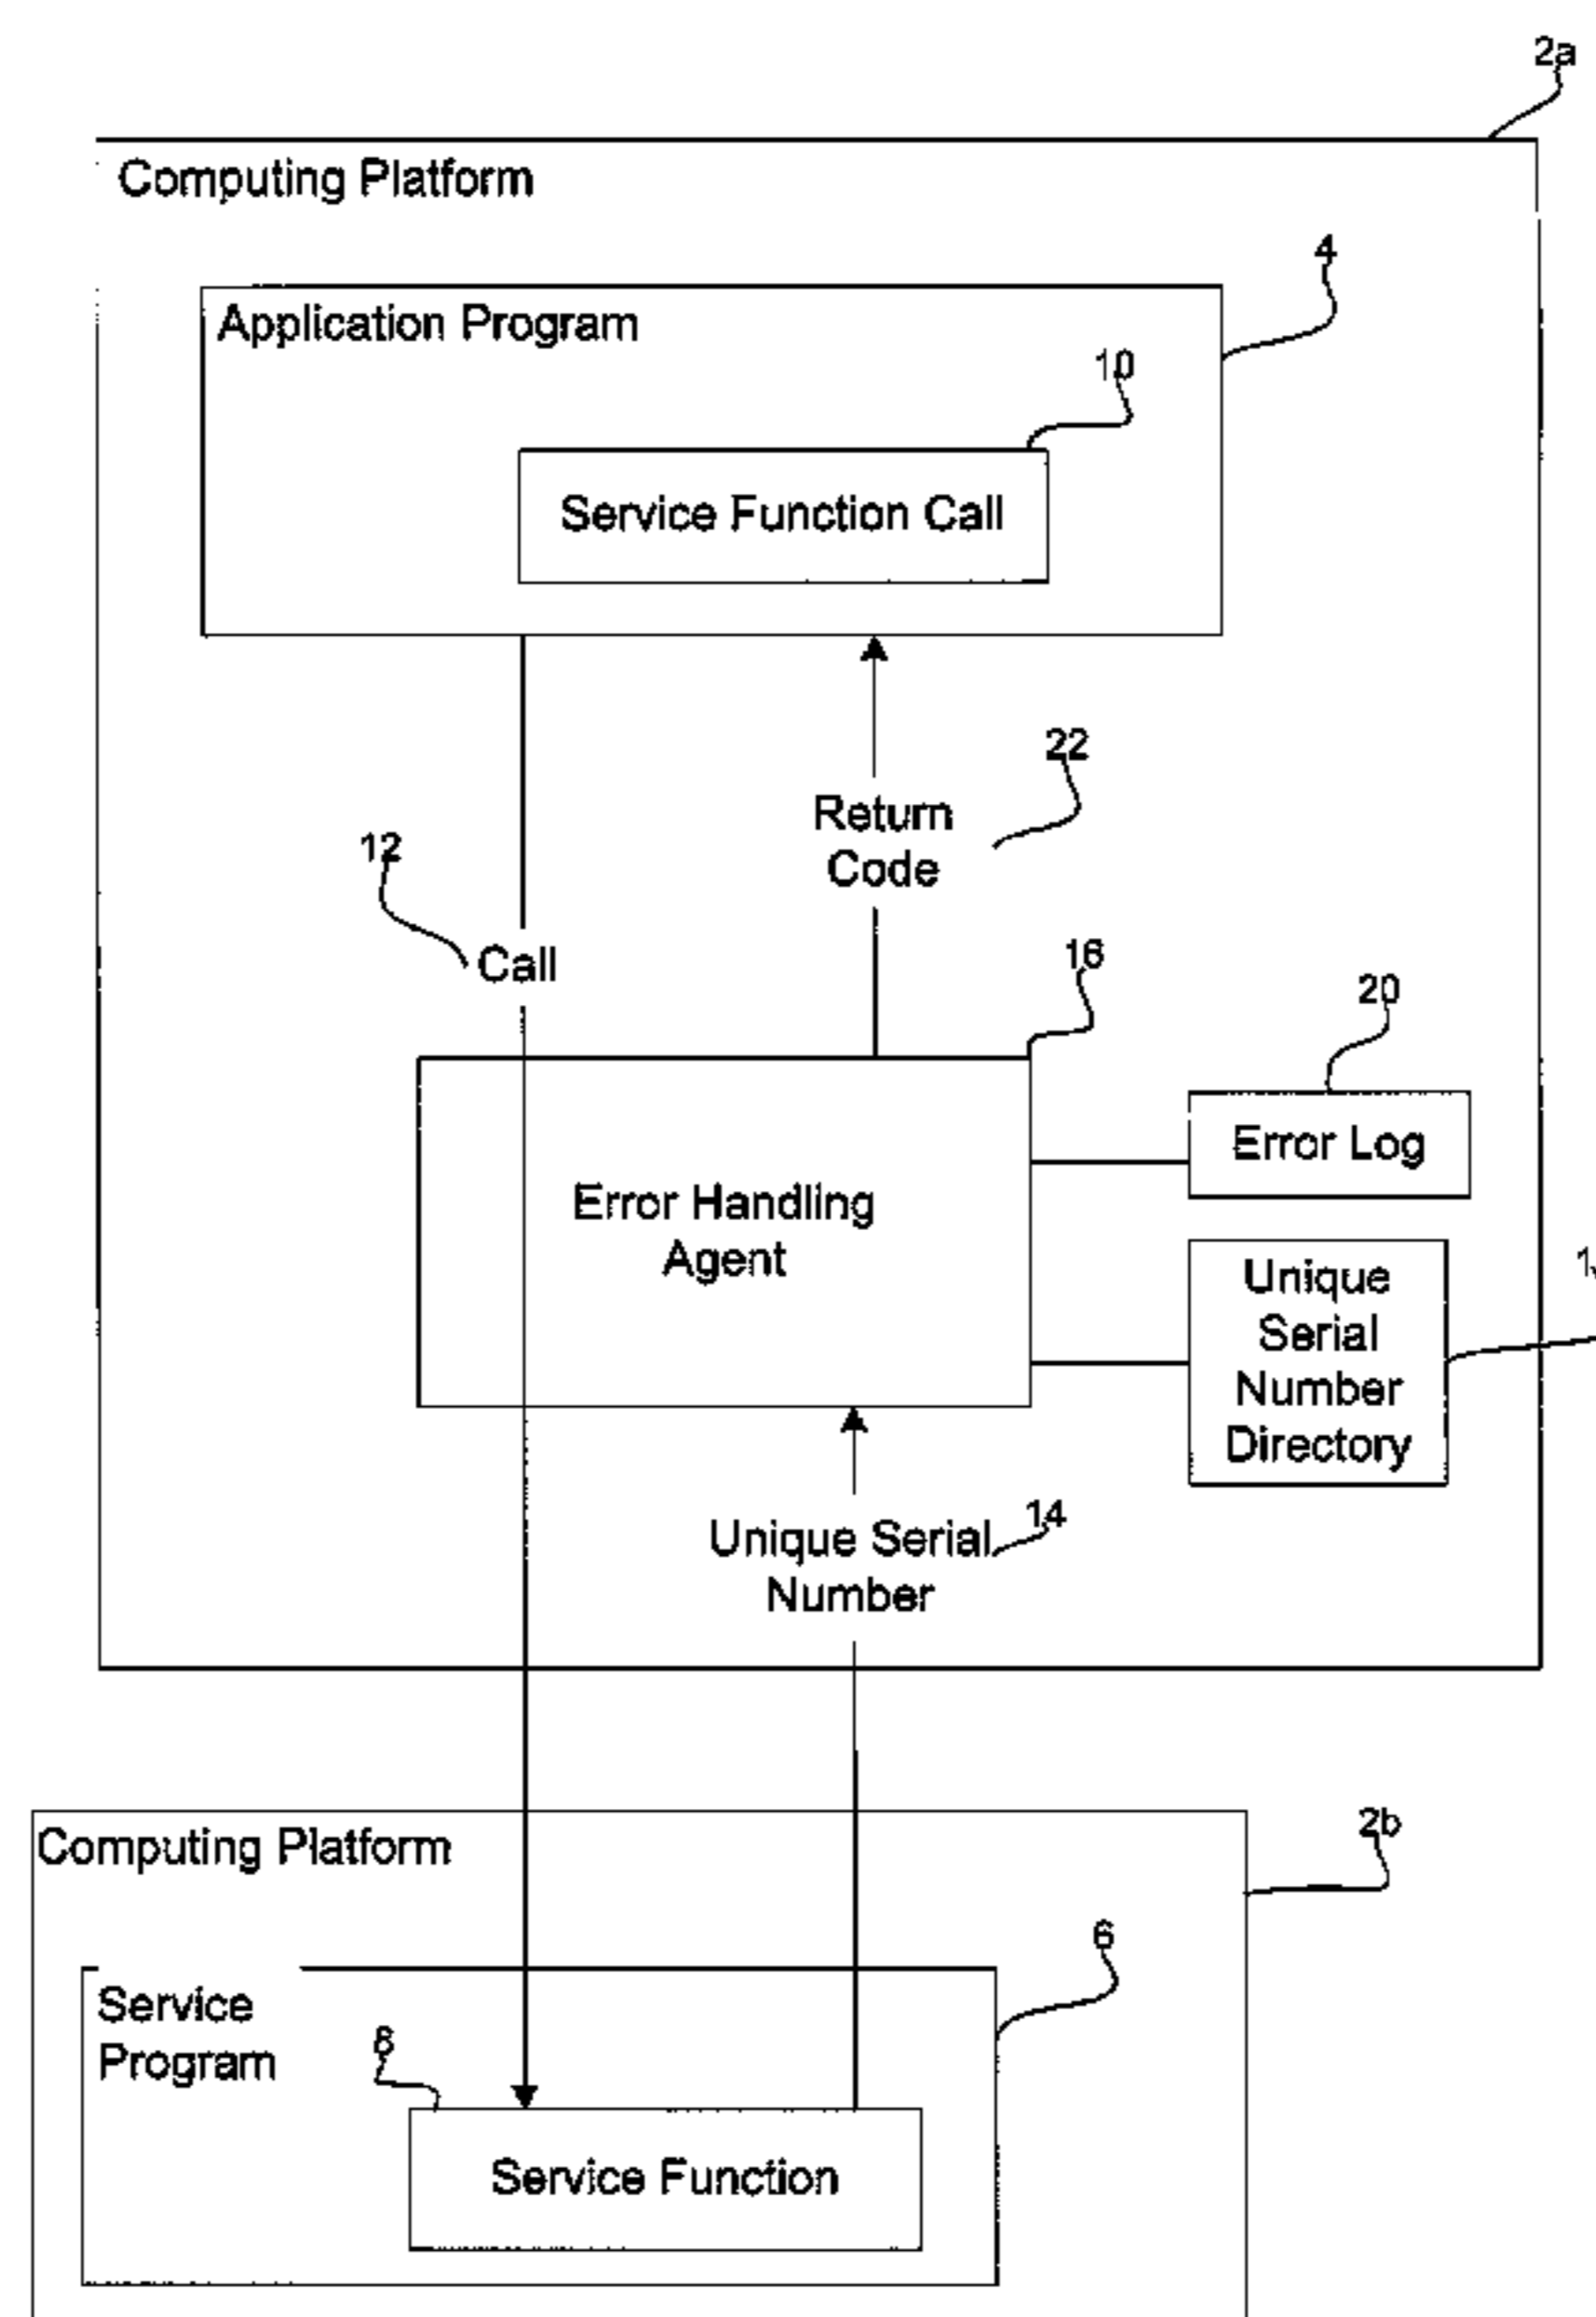 2a
Computing Platform
4
Application Program
10
Service Function Call
22
Return
Code
12
Call
16
20
Error Log
Error Handling
Agent
Unique
Serial
Number
Directory
14
Unique Serial
Number
2b
Computing Platform
6
Service
Program
8
Service Function